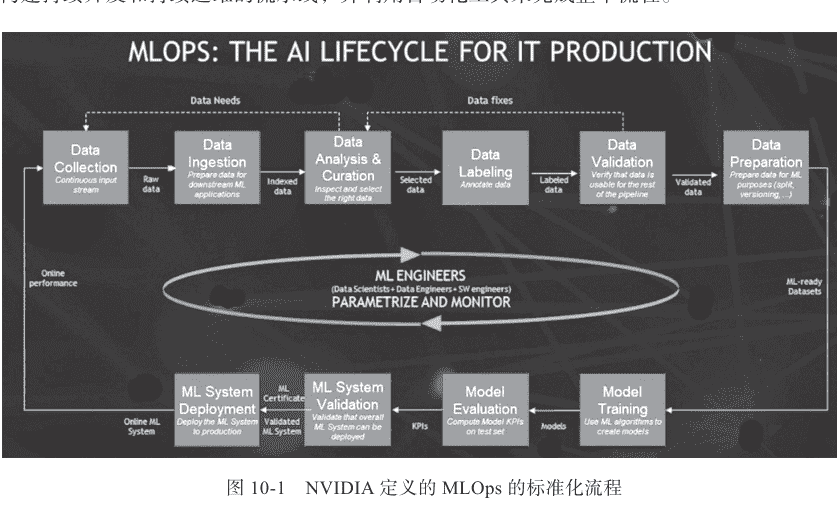 MLOPS: THE AI LIFECYCLE FOR IT PRODUCTION
Data Needs
Data fixes
Data
Collection
Continuous input
stream
Raw
data
Data
Ingestion
Prepare data for
downstream ML
applications
Indexed
data
Data
Analysis &
Curation
Inspect and select
the right data
Selected
data
Data
Labeling
Annotate data
Labeled
data
Data
Validation
Verify that data is
usable for the rest
of the pipeline
Validated
data
Data
Preparation
Prepare data for ML
purposes (split,
versioning, ...)
Online
performance
ML ENGINEERS
(Data Scientists + Data Engineers + SW engineers)
PARAMETRIZE AND MONITOR
ML-ready
Datasets
Online ML
System
ML System
Deployment
Deploy the ML System
to production
ML
Certificate
Validated
ML System
ML System
Validation
Validate that overall
ML System can be
deployed
KPIs
Model
Evaluation
Compute Model KPIs
on test set
Models
Model
Training
Use ML algorithms to
create models
图 10-1 NVIDIA 定义的 MLOps 的标准化流程